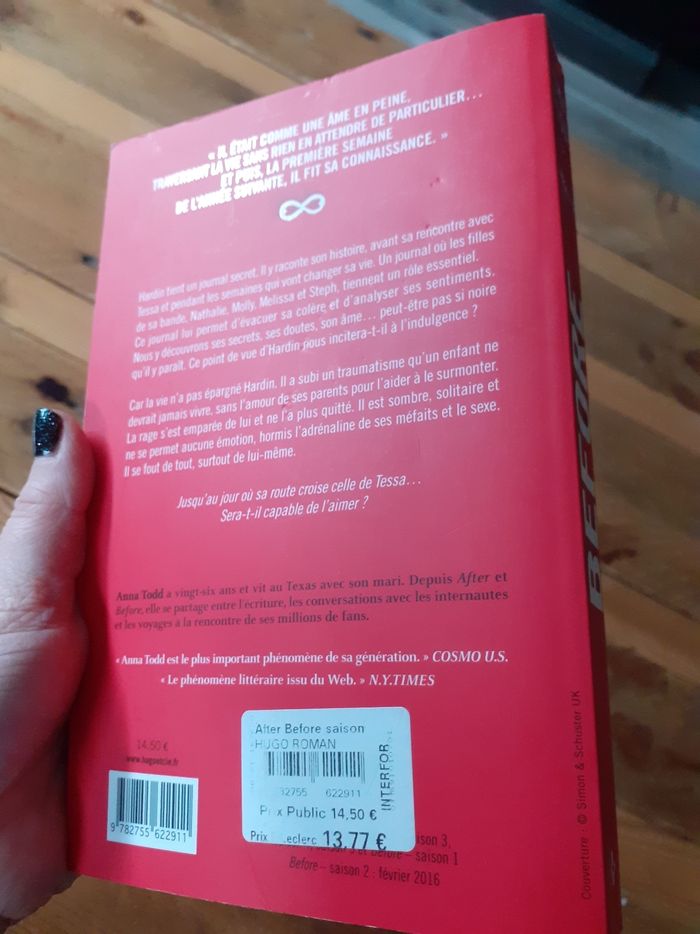 « IL ÉTAIT COMME UNE ÂME EN PEINE,
TRAVERSANT LA VIE SANS RIEN EN ATTENDRE DE PARTICULIER…
ET PUIS, LA PREMIÈRE SEMAINE
DE L'ANNÉE SUIVANTE, IL FIT SA CONNAISSANCE. »
Hardin tient un journal secret. Il y raconte son histoire, avant sa rencontre avec
Tessa et pendant les semaines qui vont changer sa vie. Un journal où les filles
de sa bande, Nathalie, Molly, Melissa et Steph, tiennent un rôle essentiel.
Ce journal lui permet d'évacuer sa colère et d'analyser ses sentiments.
Nous y découvrons ses secrets, ses doutes, son âme… peut-être pas si noire
qu'il y paraît. Ce point de vue d'Hardin nous incitera-t-il à l'indulgence ?
Car la vie n'a pas épargné Hardin. Il a subi un traumatisme qu'un enfant ne
devrait jamais vivre, sans l'amour de ses parents pour l'aider à le surmonter.
La rage s'est emparée de lui et ne l'a plus quitté. Il est sombre, solitaire et
ne se permet aucune émotion, hormis l'adrénaline de ses méfaits et le sexe.
Il se fout de tout, surtout de lui-même.
Jusqu'au jour où sa route croise celle de Tessa…
Sera-t-il capable de l'aimer ?
Anna Todd a vingt-six ans et vit au Texas avec son mari. Depuis After et
Before, elle se partage entre l'écriture, les conversations avec les internautes
et les voyages à la rencontre de ses millions de fans.
« Anna Todd est le plus important phénomène de sa génération. » COSMO U.S.
« Le phénomène littéraire issu du Web. » N.Y.TIMES
14,50 €
www.hugoetcie.fr
9 782755 622911
After Before saison
HUGO ROMAN
INTERFOR
32755 622911
Prix Public 14,50 €
Prix Leclerc 13,77 €
saison 3,
Before – saison 1
Before – saison 2 : février 2016
BEFORE
Couverture : © Simon & Schuster UK